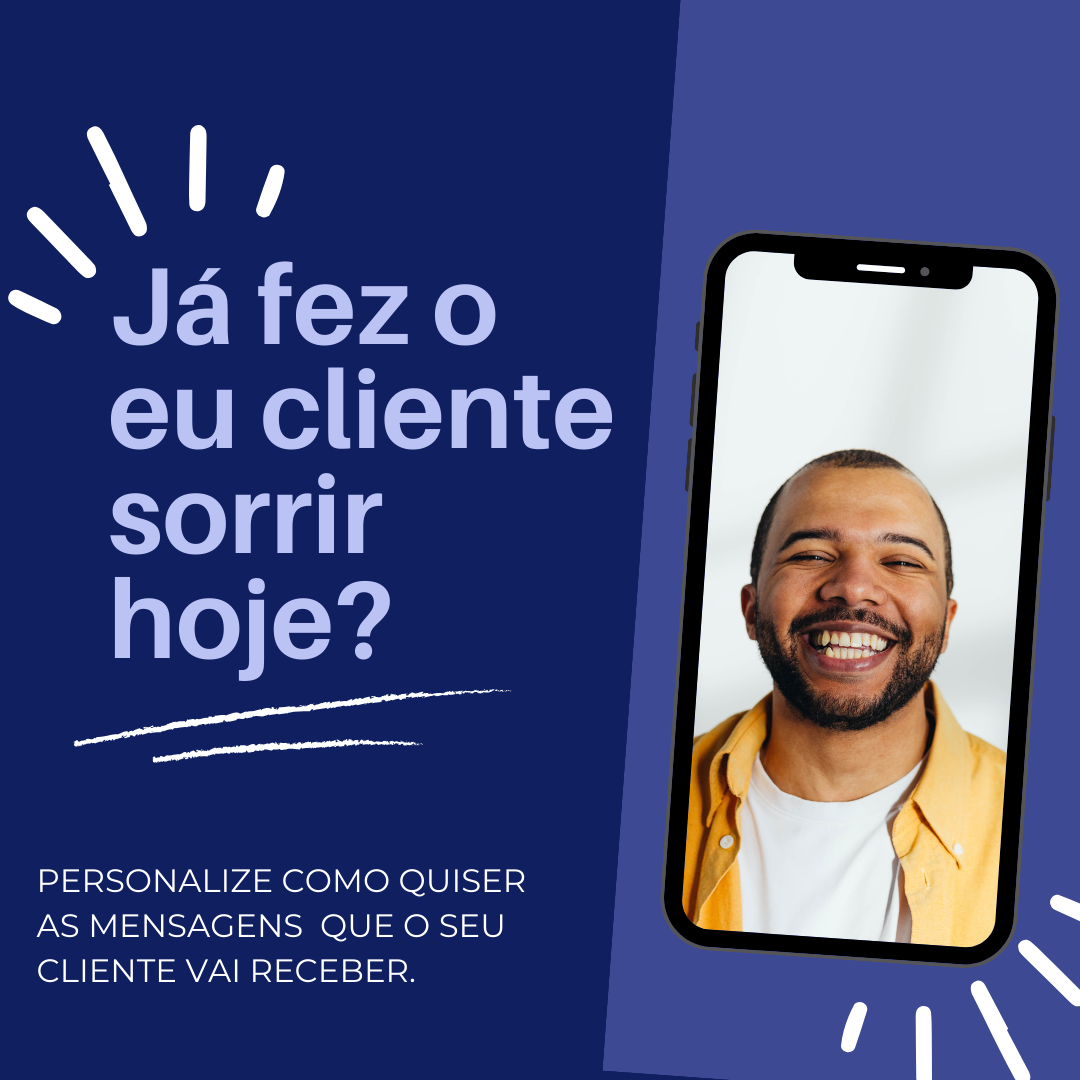 Já fez o
eu cliente
sorrir
hoje?
PERSONALIZE COMO QUISER
AS MENSAGENS QUE O SEU
CLIENTE VAI RECEBER.